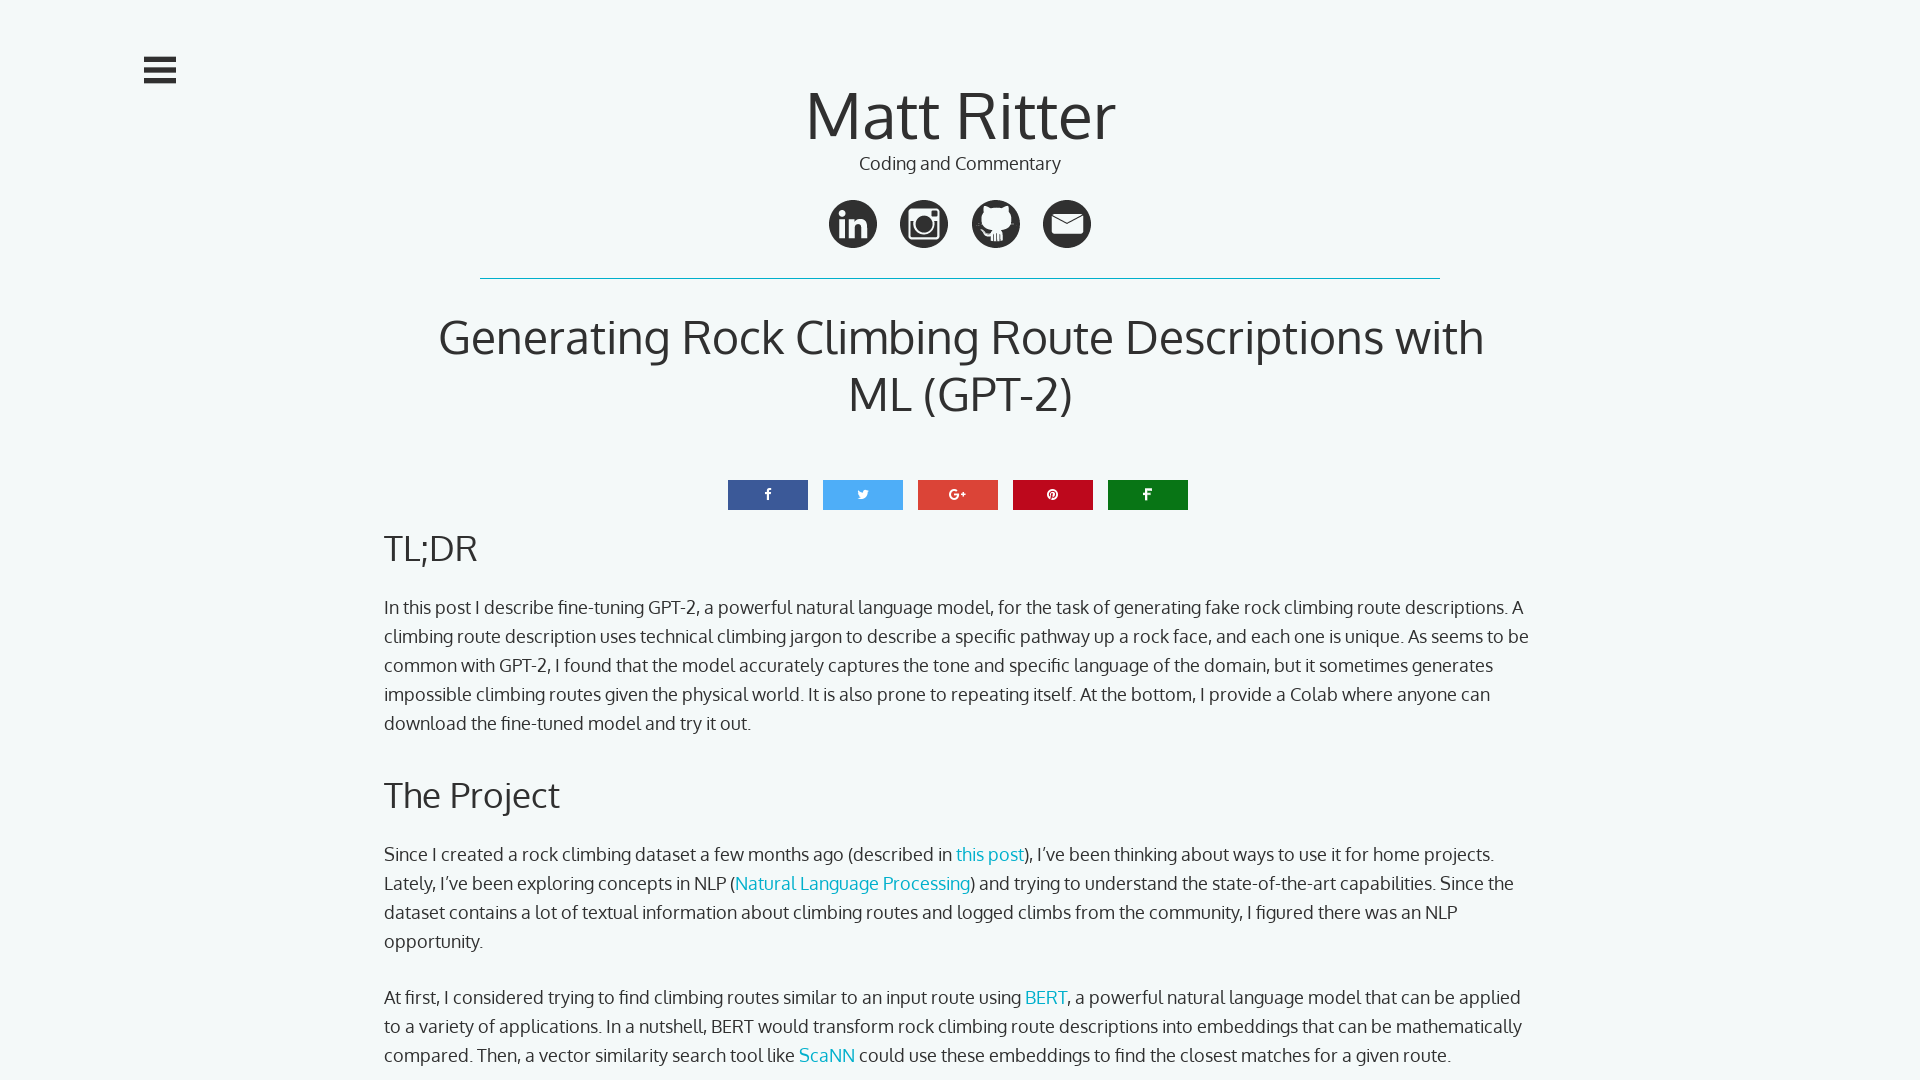 Matt Ritter
Coding and Commentary
Generating Rock Climbing Route Descriptions with
ML (GPT-2)
TL;DR
In this post I describe fine-tuning GPT-2, a powerful natural language model, for the task of generating fake rock climbing route descriptions. A
climbing route description uses technical climbing jargon to describe a specific pathway up a rock face, and each one is unique. As seems to be
common with GPT-2, I found that the model accurately captures the tone and specific language of the domain, but it sometimes generates
impossible climbing routes given the physical world. It is also prone to repeating itself. At the bottom, I provide a Colab where anyone can
download the fine-tuned model and try it out.
The Project
Since I created a rock climbing dataset a few months ago (described in this post), I’ve been thinking about ways to use it for home projects.
Lately, I’ve been exploring concepts in NLP (Natural Language Processing) and trying to understand the state-of-the-art capabilities. Since the
dataset contains a lot of textual information about climbing routes and logged climbs from the community, I figured there was an NLP
opportunity.
At first, I considered trying to find climbing routes similar to an input route using BERT, a powerful natural language model that can be applied
to a variety of applications. In a nutshell, BERT would transform rock climbing route descriptions into embeddings that can be mathematically
compared. Then, a vector similarity search tool like ScaNN could use these embeddings to find the closest matches for a given route.